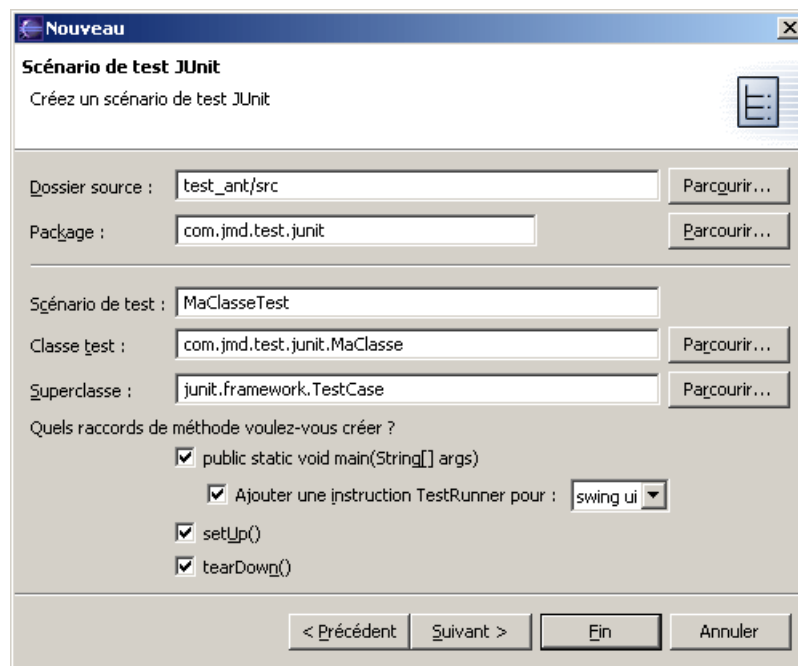 Nouveau
Scénario de test JUnit
Créez un scénario de test JUnit
Dossier source : test_ant/src Parcourir...
Package : com.jmd.test.junit Parcourir...
Scénario de test : MaClasseTest
Classe test : com.jmd.test.junit.MaClasse Parcourir...
Superclasse : junit.framework.TestCase Parcourir...
Quels raccords de méthode voulez-vous créer ?
public static void main(String[] args)
Ajouter une instruction TestRunner pour : swing ui
setUp()
tearDown()
< Précédent Suivant > Fin Annuler